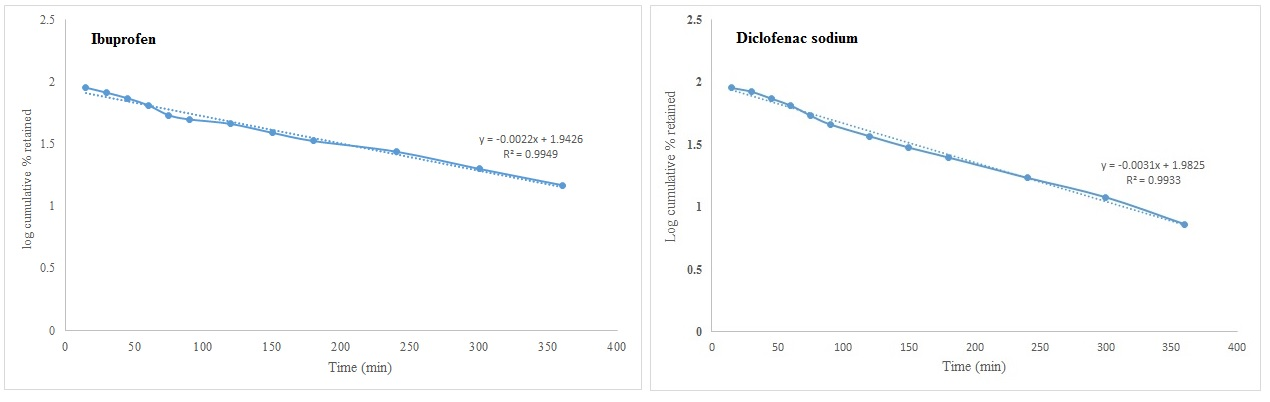 Ibuprofen
2.5
2
1.5
1
0.5
0
log cumulative % retained
y = -0.0022x + 1.9426
R² = 0.9949
0 50 100 150 200 250 300 350 400
Time (min)
Diclofenac sodium
2.5
2
1.5
1
0.5
0
Log cumulative % retained
y = -0.0031x + 1.9825
R² = 0.9933
0 50 100 150 200 250 300 350 400
Time (min)